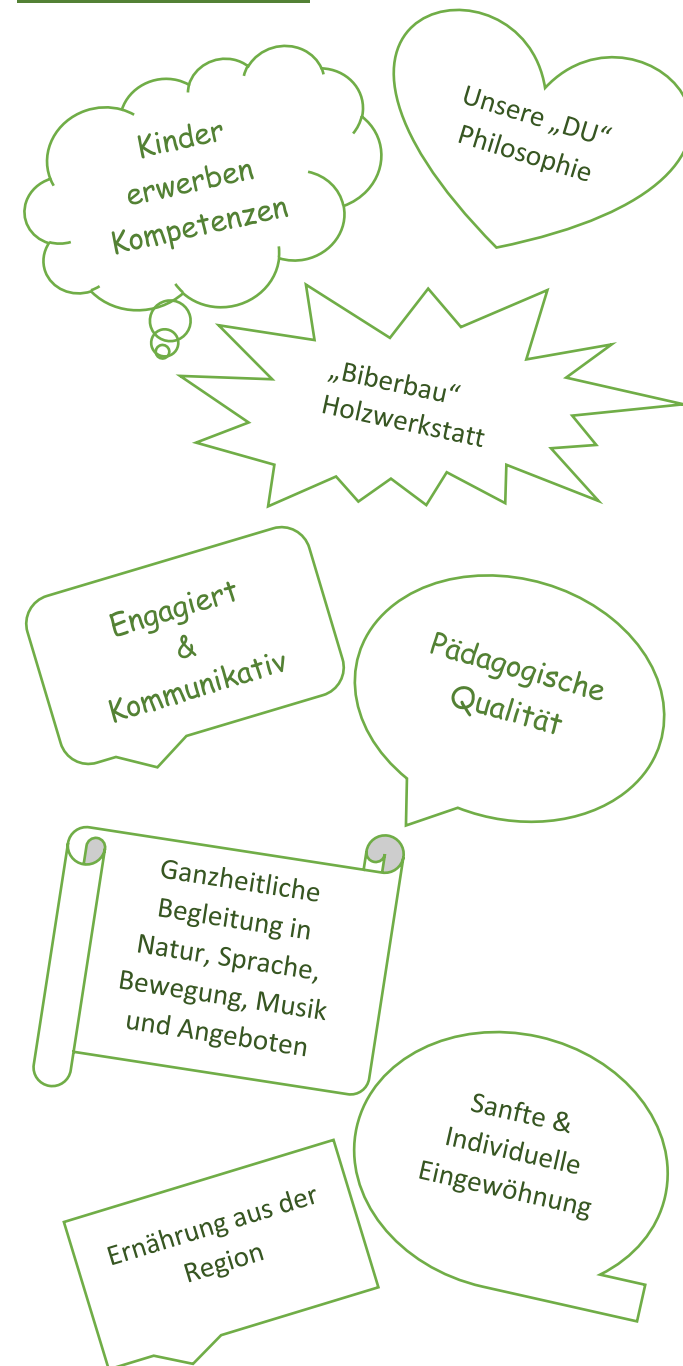 Kinder
erwerben
Kompetenzen
Unsere „DU“
Philosophie
„Biberbau“
Holzwerkstatt
Engagiert
&
Kommunikativ
Pädagogische
Qualität
Ganzheitliche
Begleitung in
Natur, Sprache,
Bewegung, Musik
und Angeboten
Sanfte &
Individuelle
Eingewöhnung
Ernährung aus der
Region